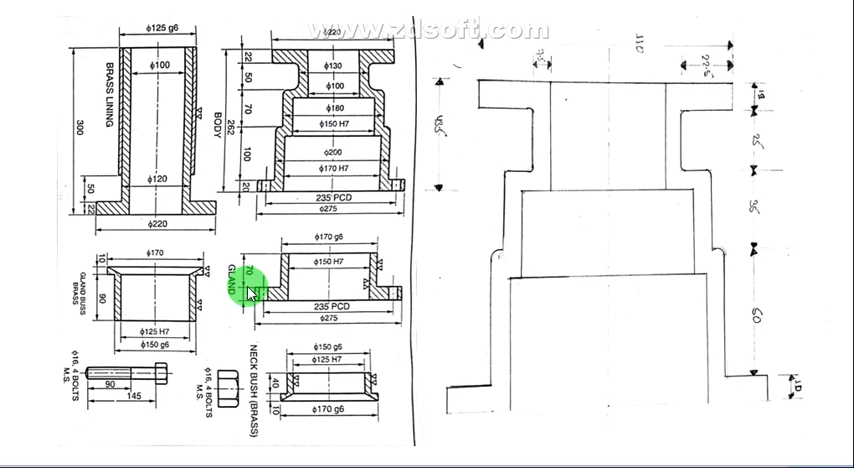 www.zdsoft.com
ϕ125 g6
ϕ100
BRASS LINING
300
ϕ120
50
22
ϕ220
ϕ220
22
ϕ130
50
ϕ100
70
ϕ180
BODY
262
ϕ150 H7
ϕ200
100
ϕ170 H7
20
235 PCD
ϕ275
ϕ170
10
90
GLAND BUSS
BRASS
ϕ125 H7
ϕ150 g6
ϕ170 g6
ϕ150 H7
70
GLAND
235 PCD
ϕ275
ϕ16, 4 BOLTS
M.S.
90
145
ϕ16, 4 BOLTS
M.S.
NECK BUSH (BRASS)
ϕ150 g6
ϕ125 H7
40
10
ϕ170 g6
110
22.5
25
35
60
10